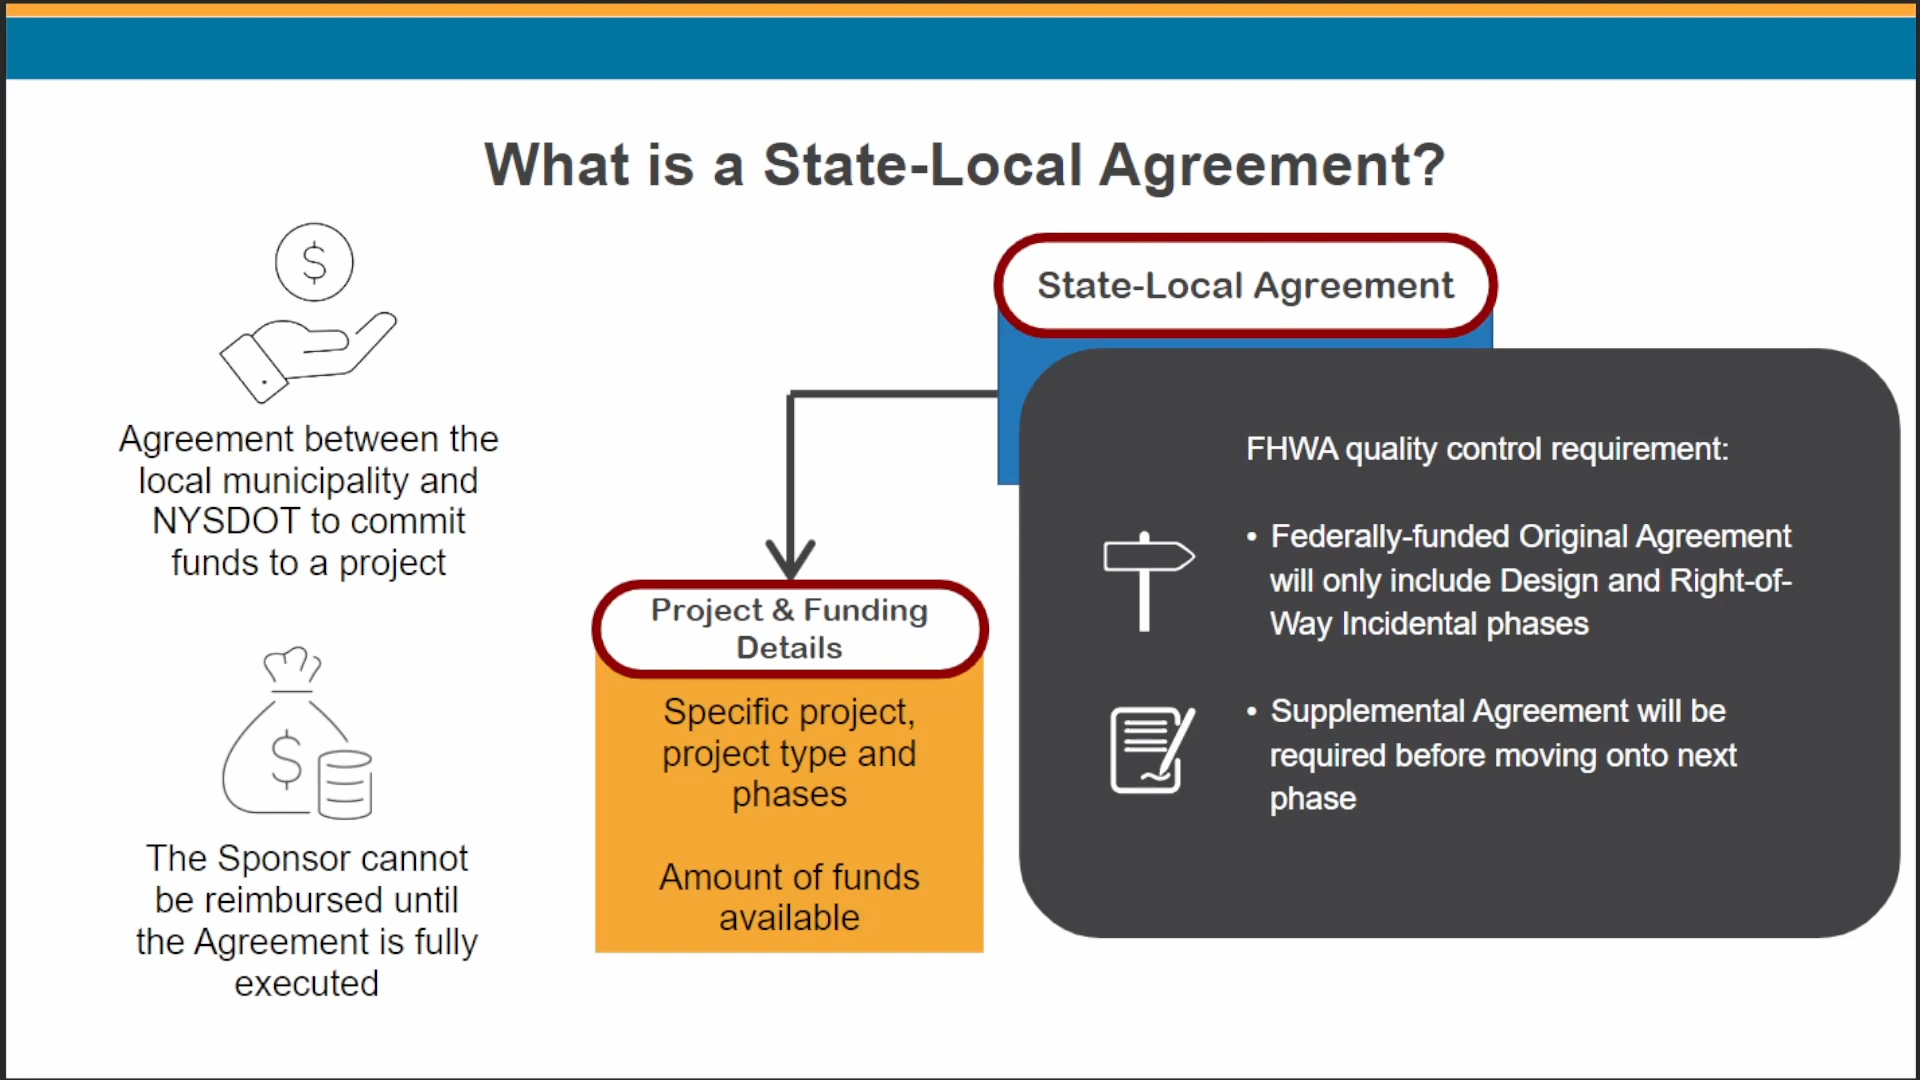 What is a State-Local Agreement?
$
Agreement between the
local municipality and
NYSDOT to commit
funds to a project
$
The Sponsor cannot
be reimbursed until
the Agreement is fully
executed
State-Local Agreement
Project & Funding
Details
Specific project,
project type and
phases
Amount of funds
available
FHWA quality control requirement:
• Federally-funded Original Agreement
will only include Design and Right-of-
Way Incidental phases
• Supplemental Agreement will be
required before moving onto next
phase